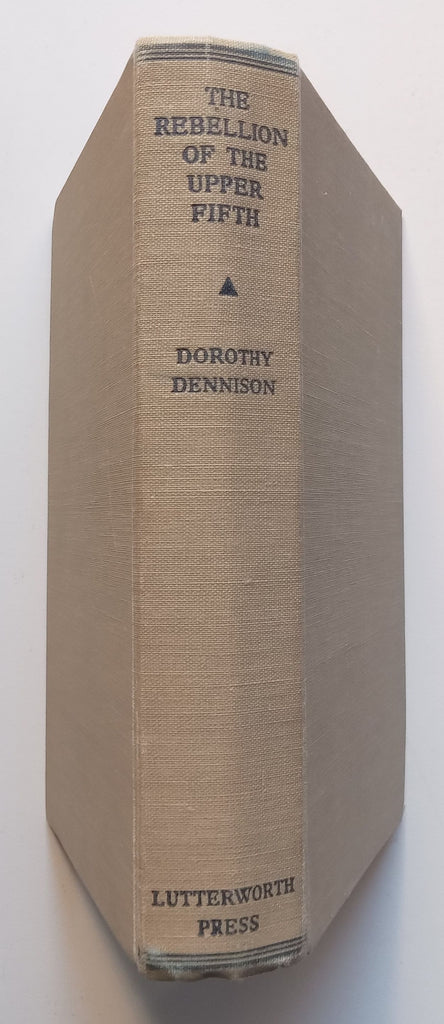 THE
REBELLION
OF THE
UPPER
FIFTH
DOROTHY
DENNISON
LUTTERWORTH
PRESS